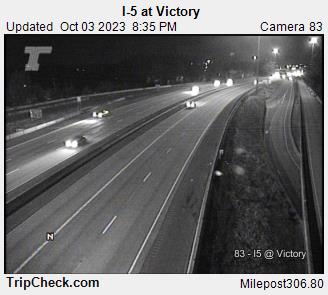 I-5 at Victory
Updated Oct 03 2023 8:35 PM Camera 83
T
N
83 - I5 @ Victory
TripCheck.com Milepost306.80